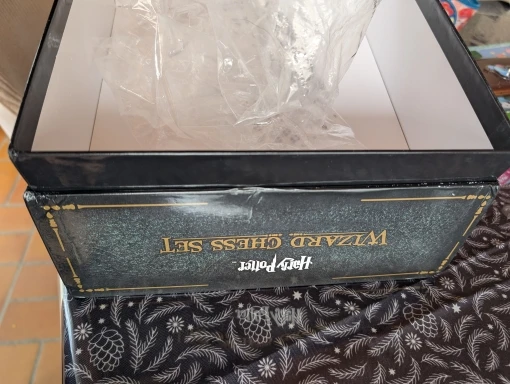 Harry Potter
WIZARD CHESS SET